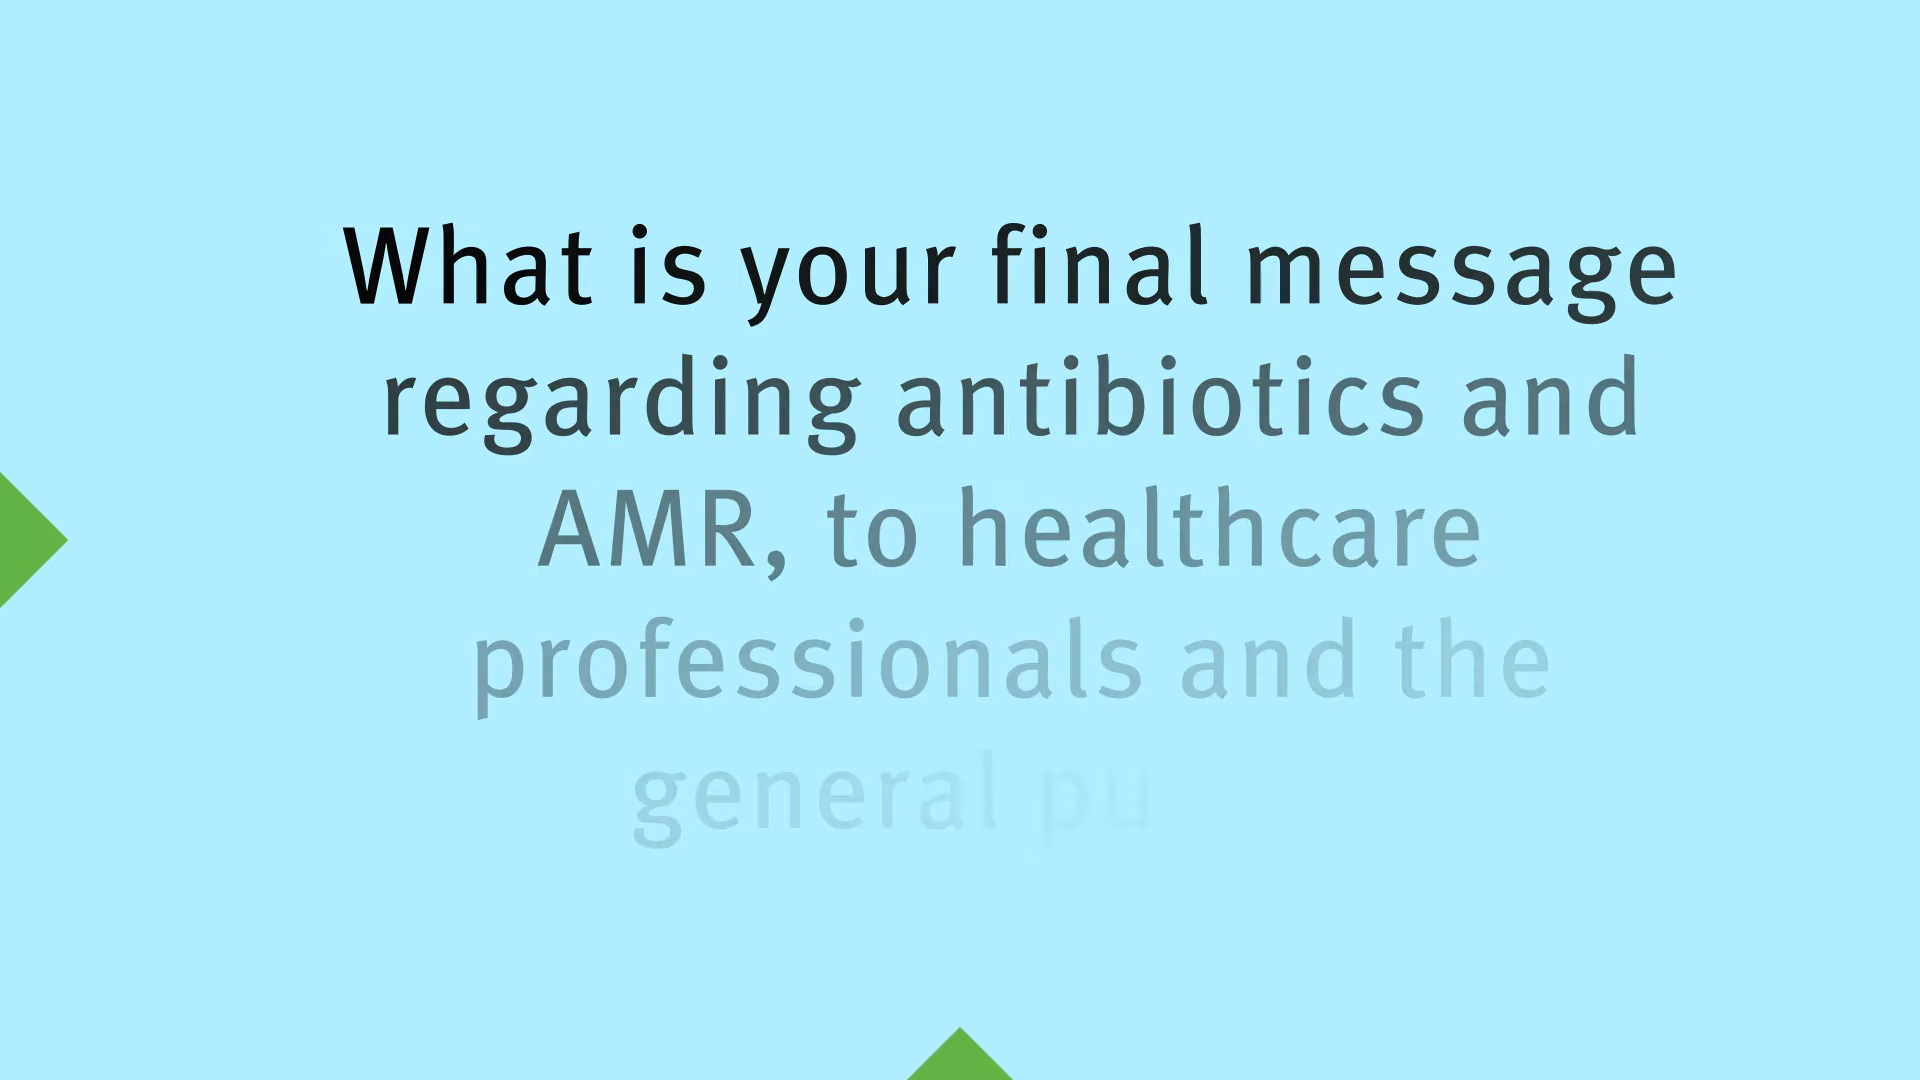 What is your final message
regarding antibiotics and
AMR, to healthcare
professionals and the
general